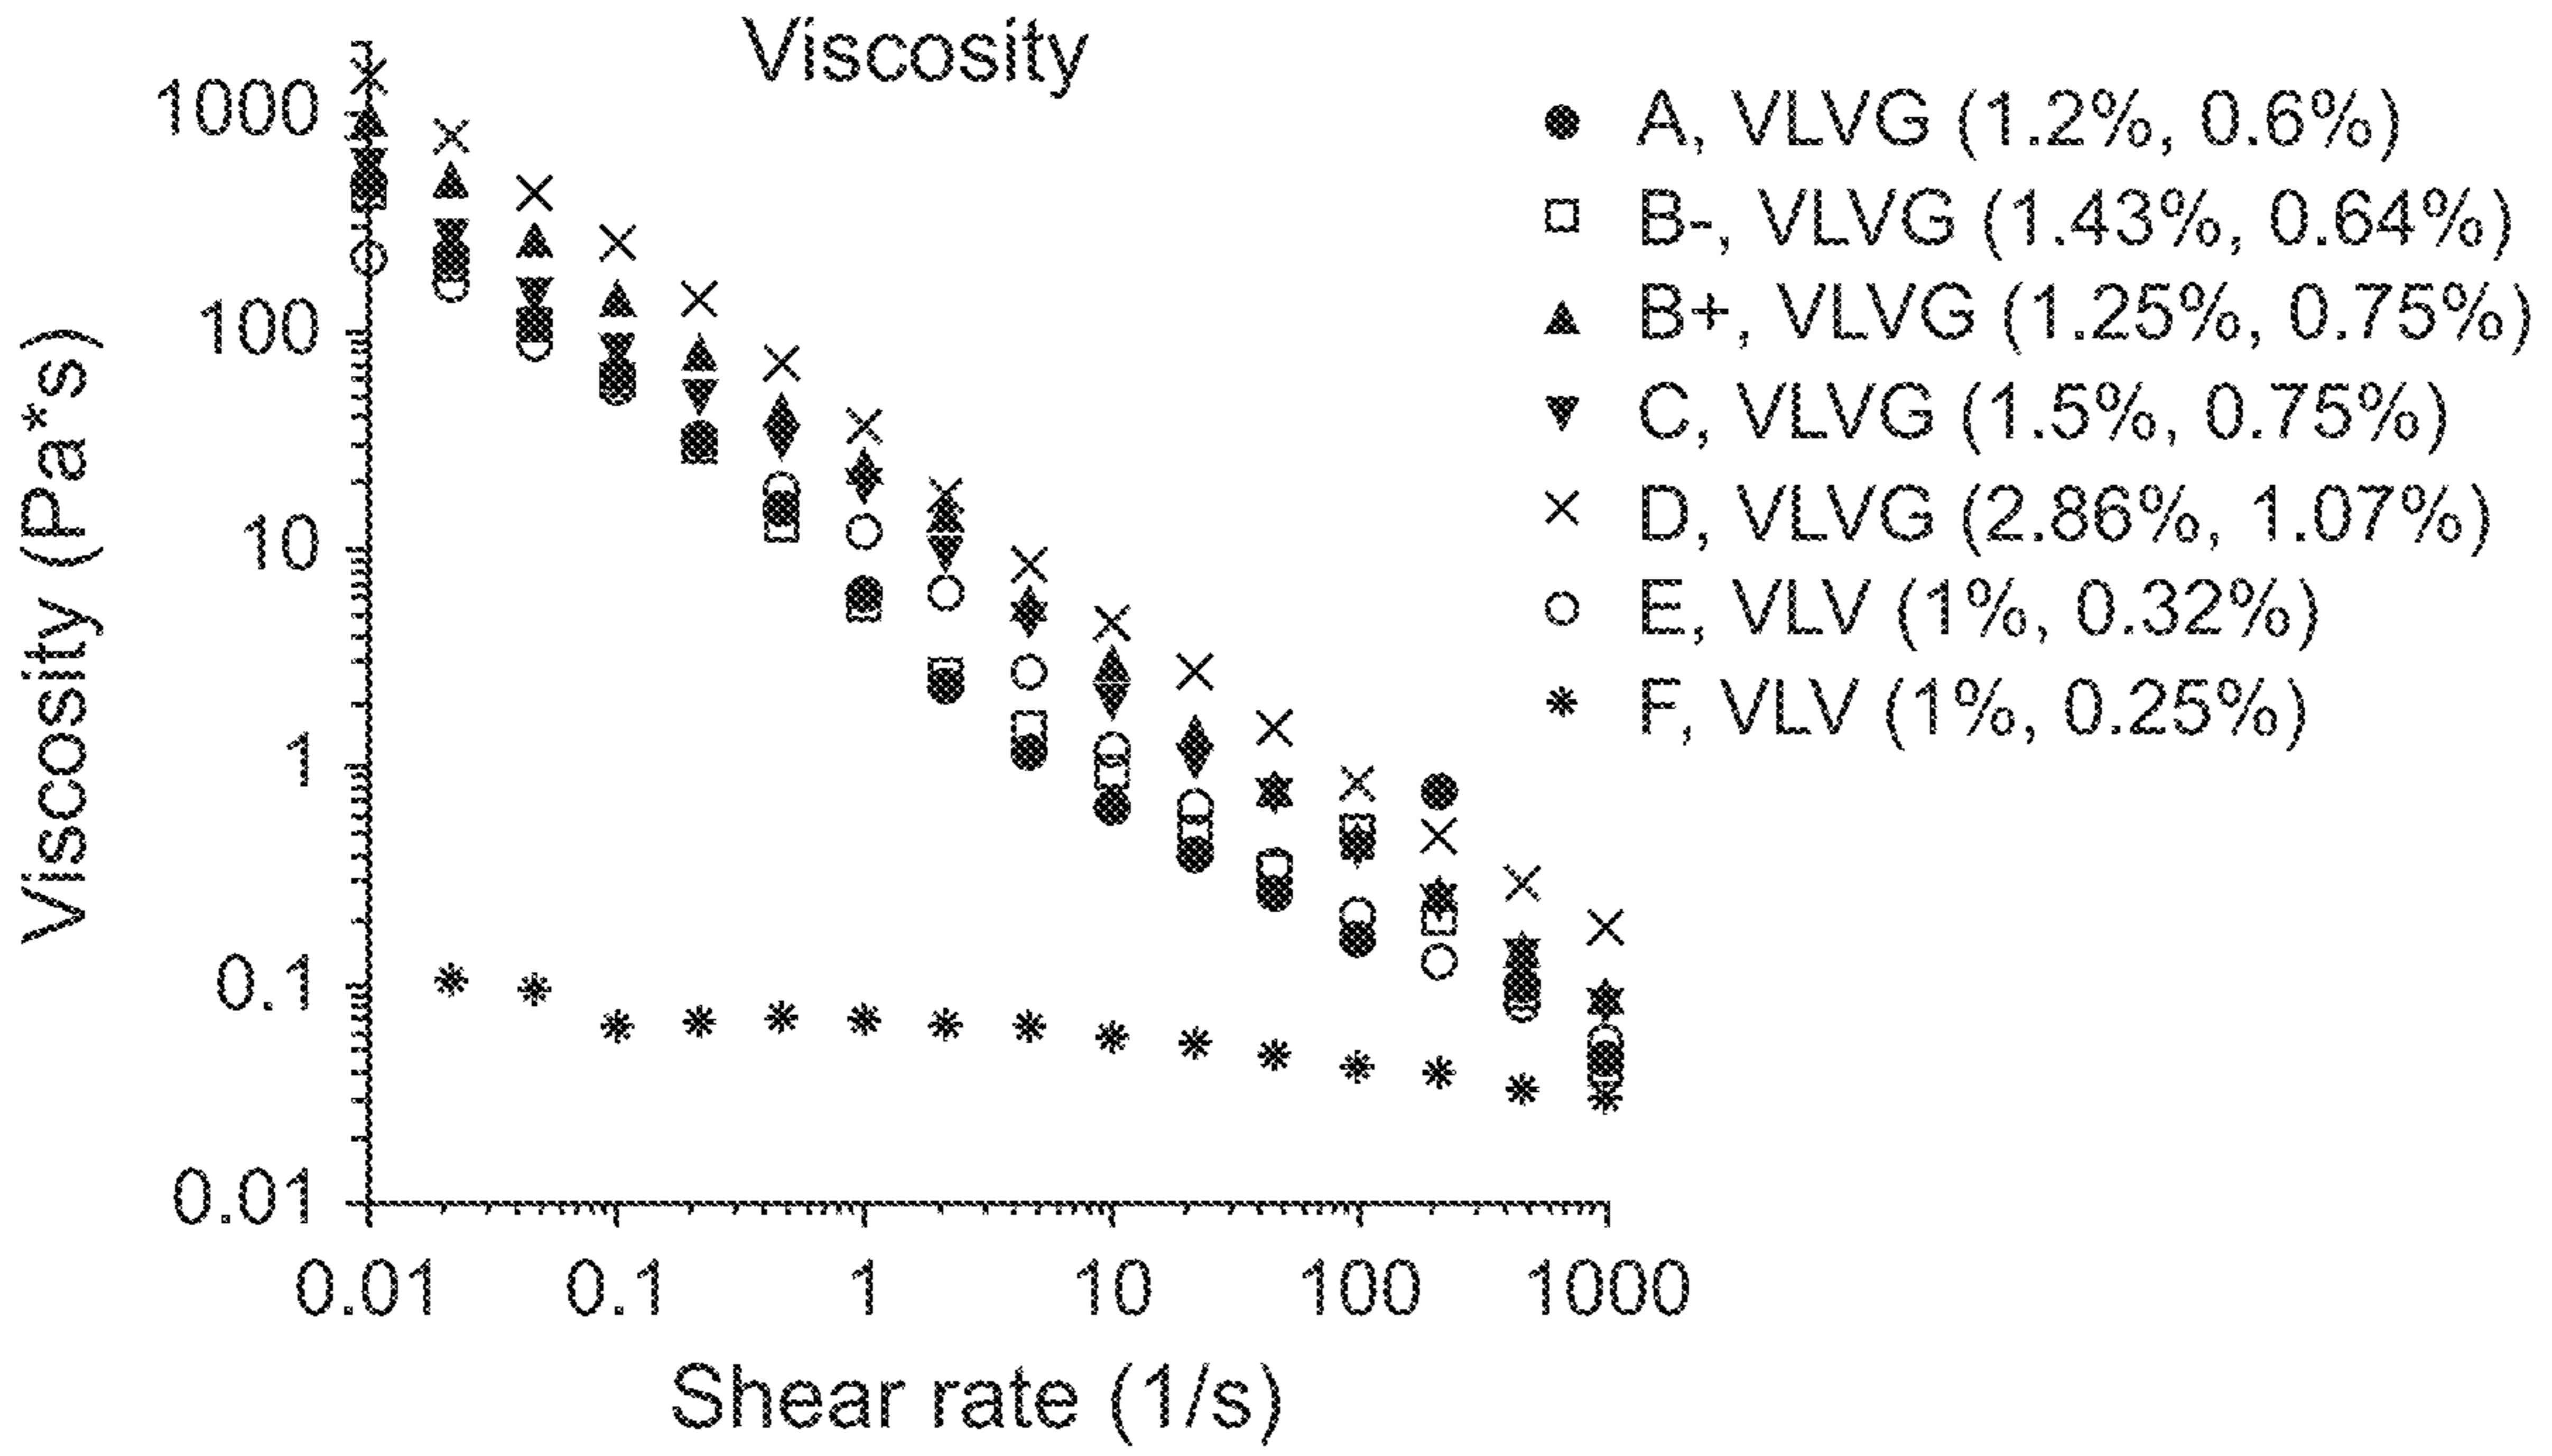 Viscosity
Viscosity (Pa*s)
1000
100
10
1
0.1
0.01
0.01 0.1 1 10 100 1000
Shear rate (1/s)
A, VLVG (1.2%, 0.6%)
B-, VLVG (1.43%, 0.64%)
B+, VLVG (1.25%, 0.75%)
C, VLVG (1.5%, 0.75%)
D, VLVG (2.86%, 1.07%)
E, VLV (1%, 0.32%)
F, VLV (1%, 0.25%)